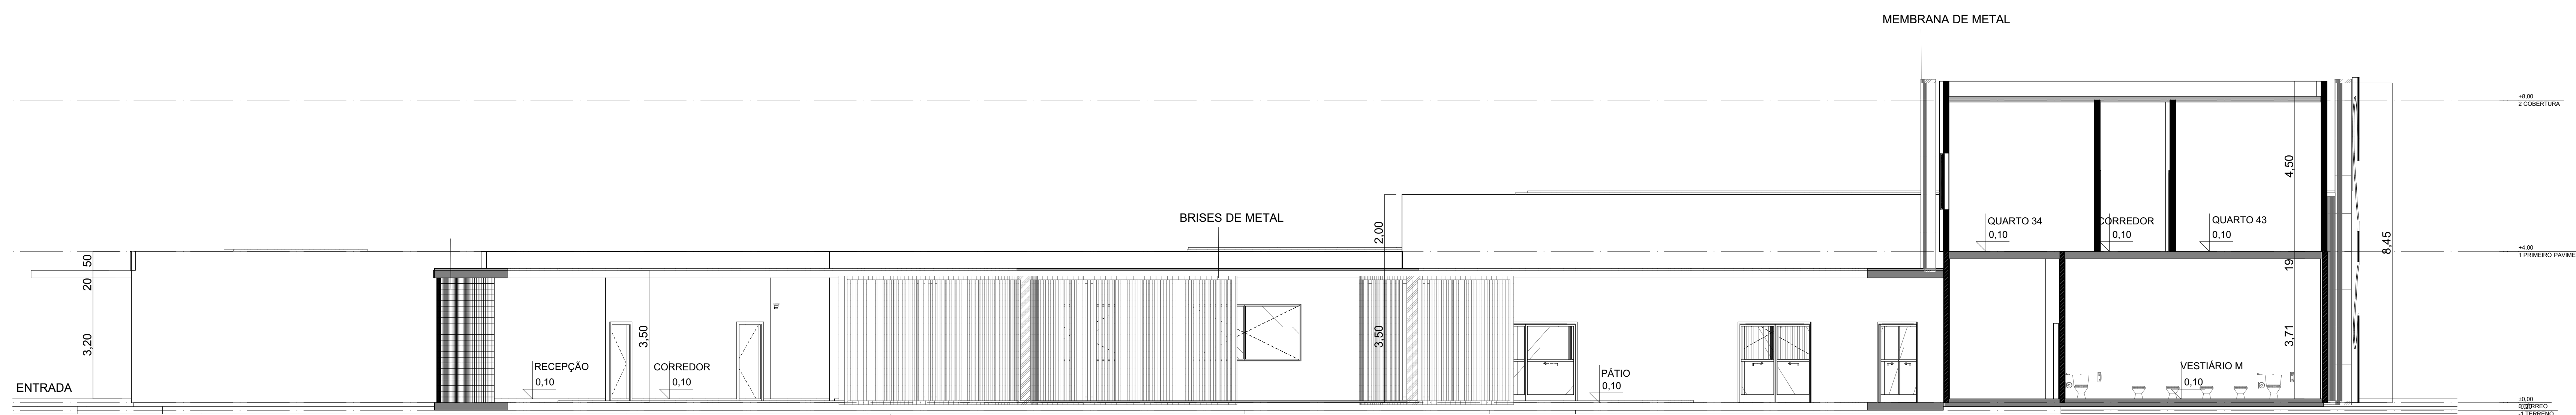 MEMBRANA DE METAL
+8,00
2 COBERTURA
4,50
BRISES DE METAL
2,00
QUARTO 34
0,10
CORREDOR
0,10
QUARTO 43
0,10
8,45
+4,00
1 PRIMEIRO PAVIME
50
20
19
3,20
3,50
3,50
3,71
RECEPÇÃO
0,10
CORREDOR
0,10
PÁTIO
0,10
VESTIÁRIO M
0,10
ENTRADA
±0,00
-1 TERRENO